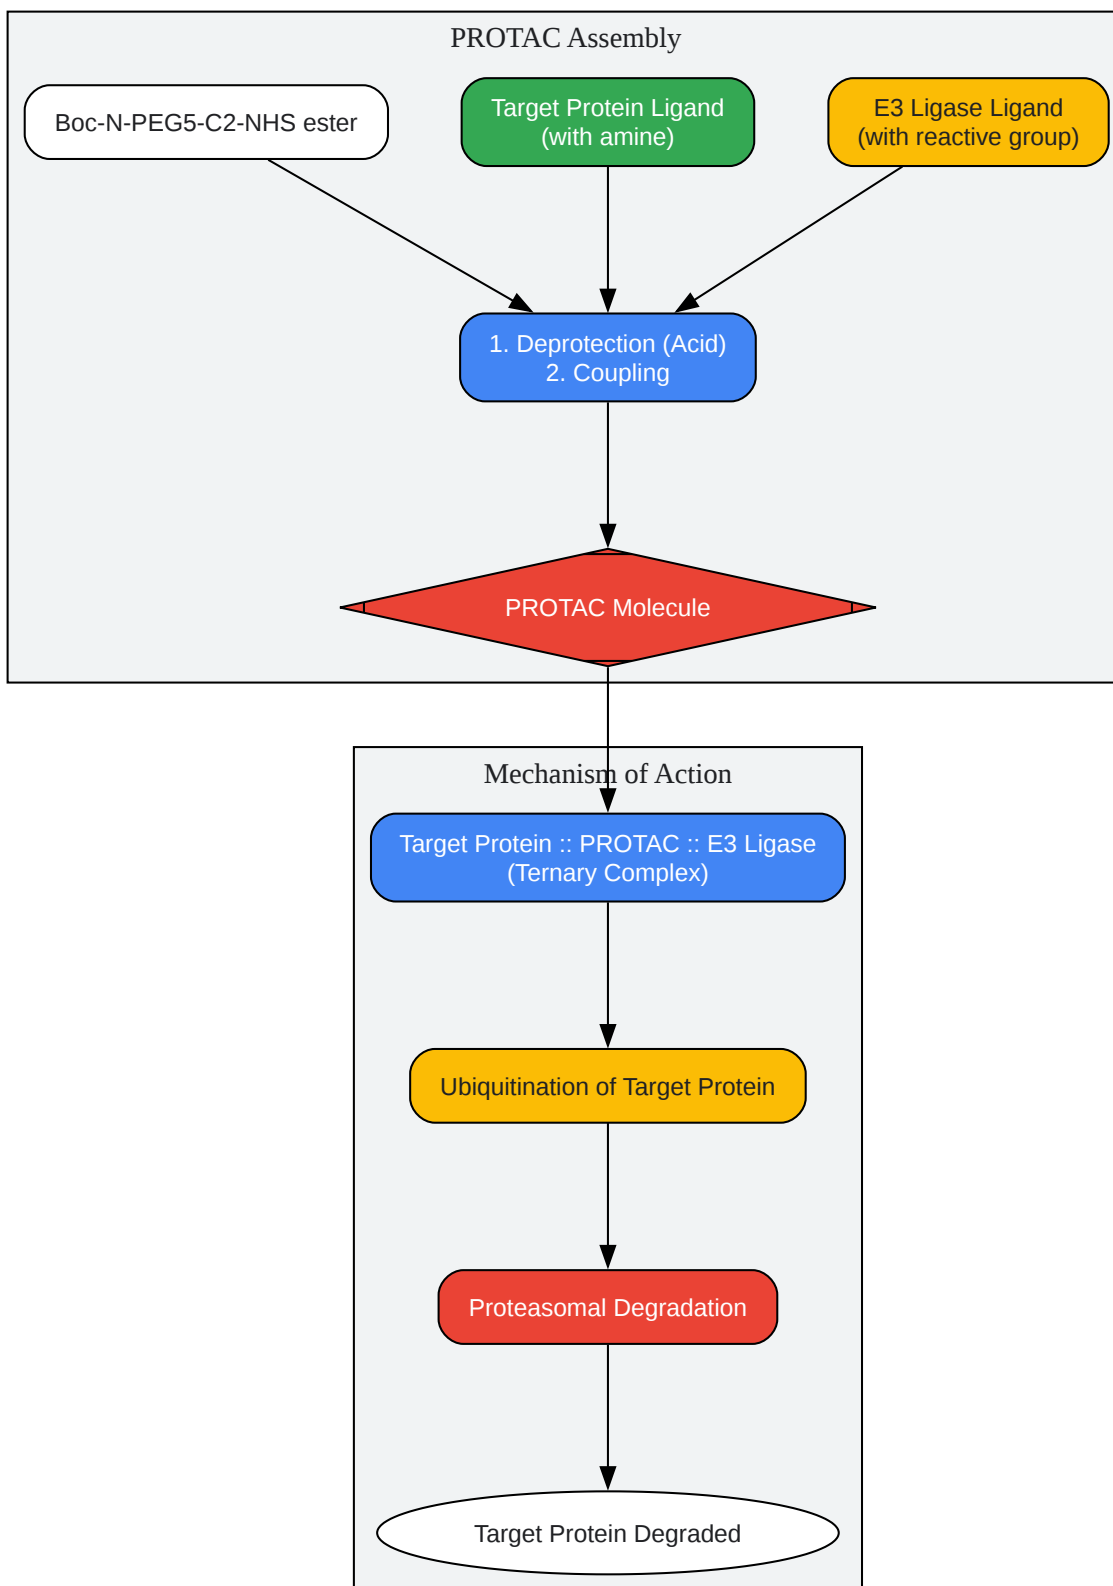 PROTAC Assembly
Boc-N-PEG5-C2-NHS ester
Target Protein Ligand
(with amine)
E3 Ligase Ligand
(with reactive group)
1. Deprotection (Acid)
2. Coupling
PROTAC Molecule
Mechanism of Action
Target Protein :: PROTAC :: E3 Ligase
(Ternary Complex)
Ubiquitination of Target Protein
Proteasomal Degradation
Target Protein Degraded